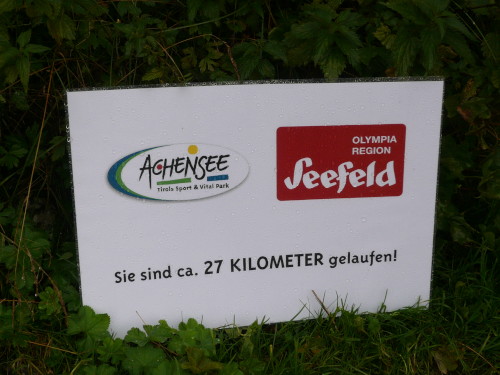 ACHENSEE
Tirols Sport & Vital Park
OLYMPIA
REGION
Seefeld
Sie sind ca. 27 KILOMETER gelaufen!